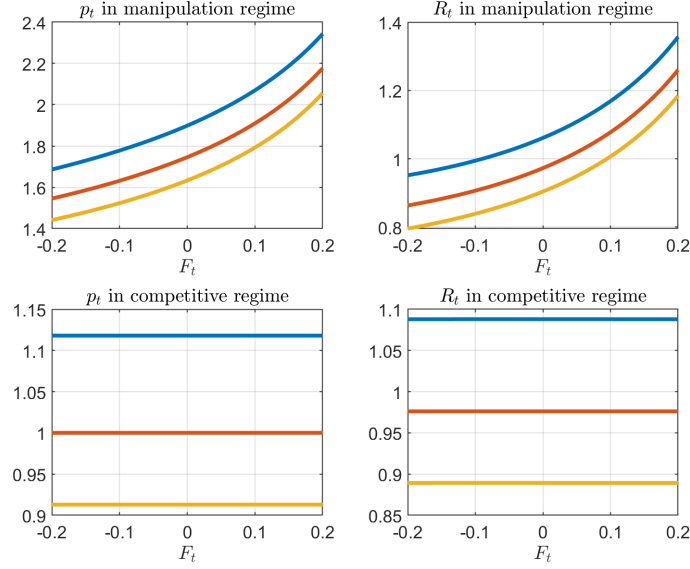 p_t in manipulation regime
2.4
2.2
2
1.8
1.6
1.4
-0.2 -0.1 0 0.1 0.2
F_t
R_t in manipulation regime
1.4
1.2
1
0.8
-0.2 -0.1 0 0.1 0.2
F_t
p_t in competitive regime
1.15
1.1
1.05
1
0.95
0.9
-0.2 -0.1 0 0.1 0.2
F_t
R_t in competitive regime
1.1
1.05
1
0.95
0.9
0.85
-0.2 -0.1 0 0.1 0.2
F_t